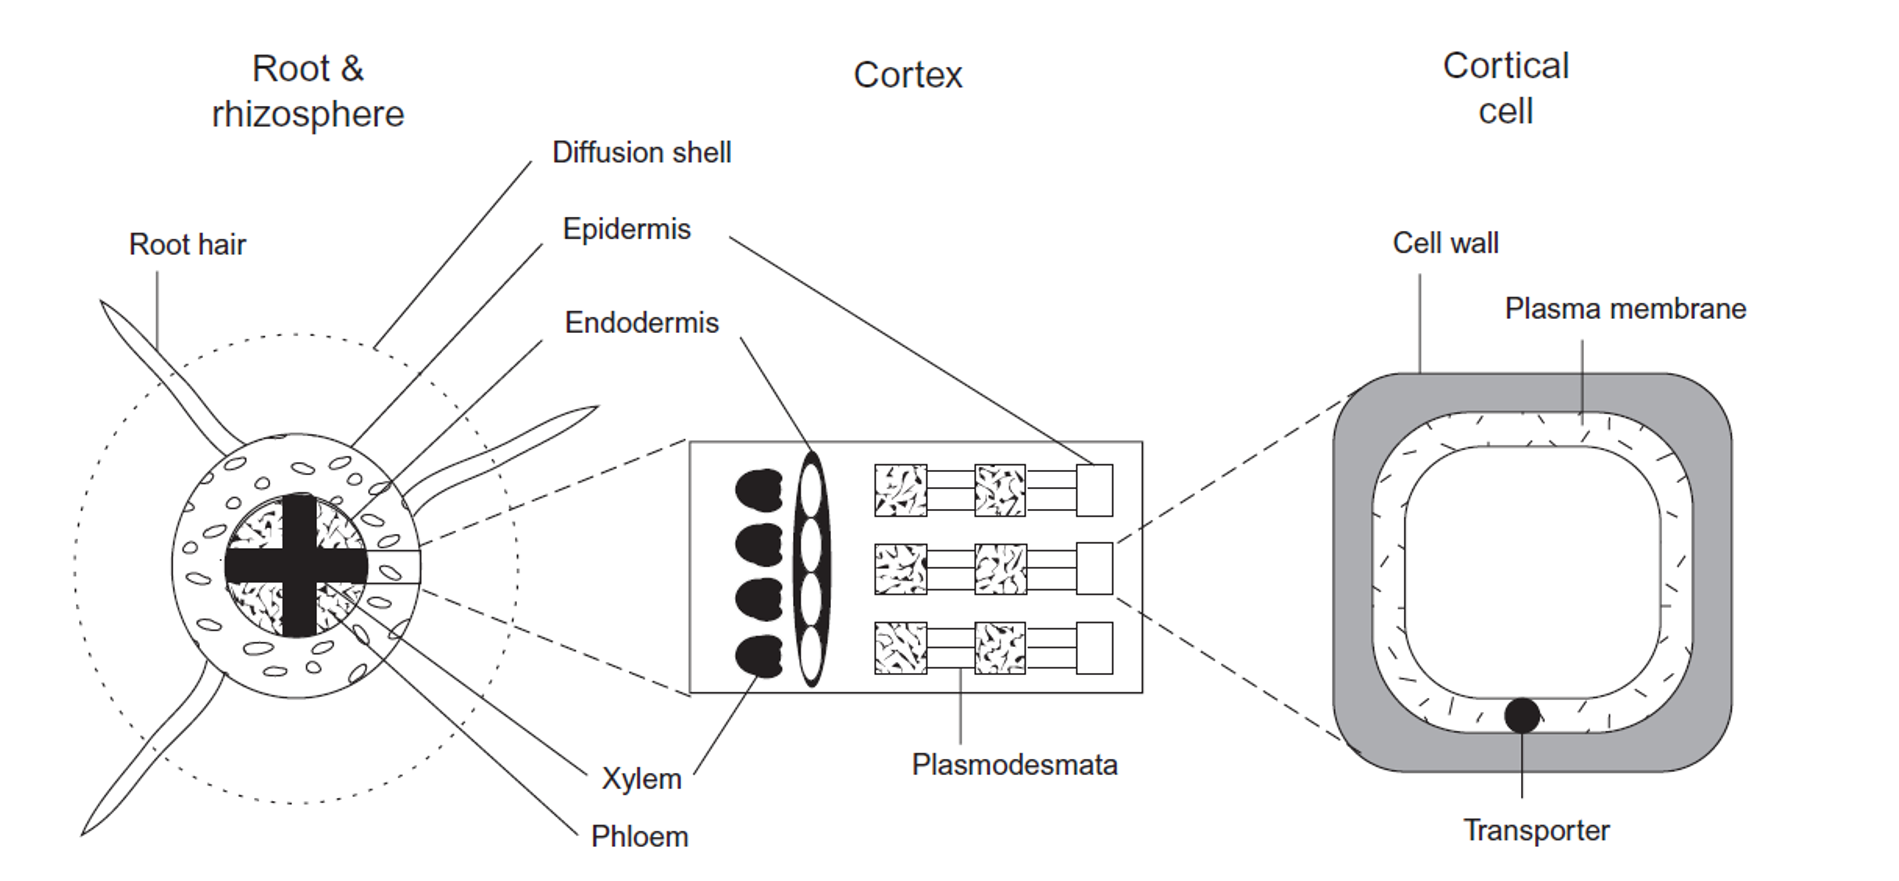 Root &
rhizosphere
Cortex
Cortical
cell
Diffusion shell
Epidermis
Root hair
Endodermis
Cell wall
Plasma membrane
Plasmodesmata
Xylem
Phloem
Transporter